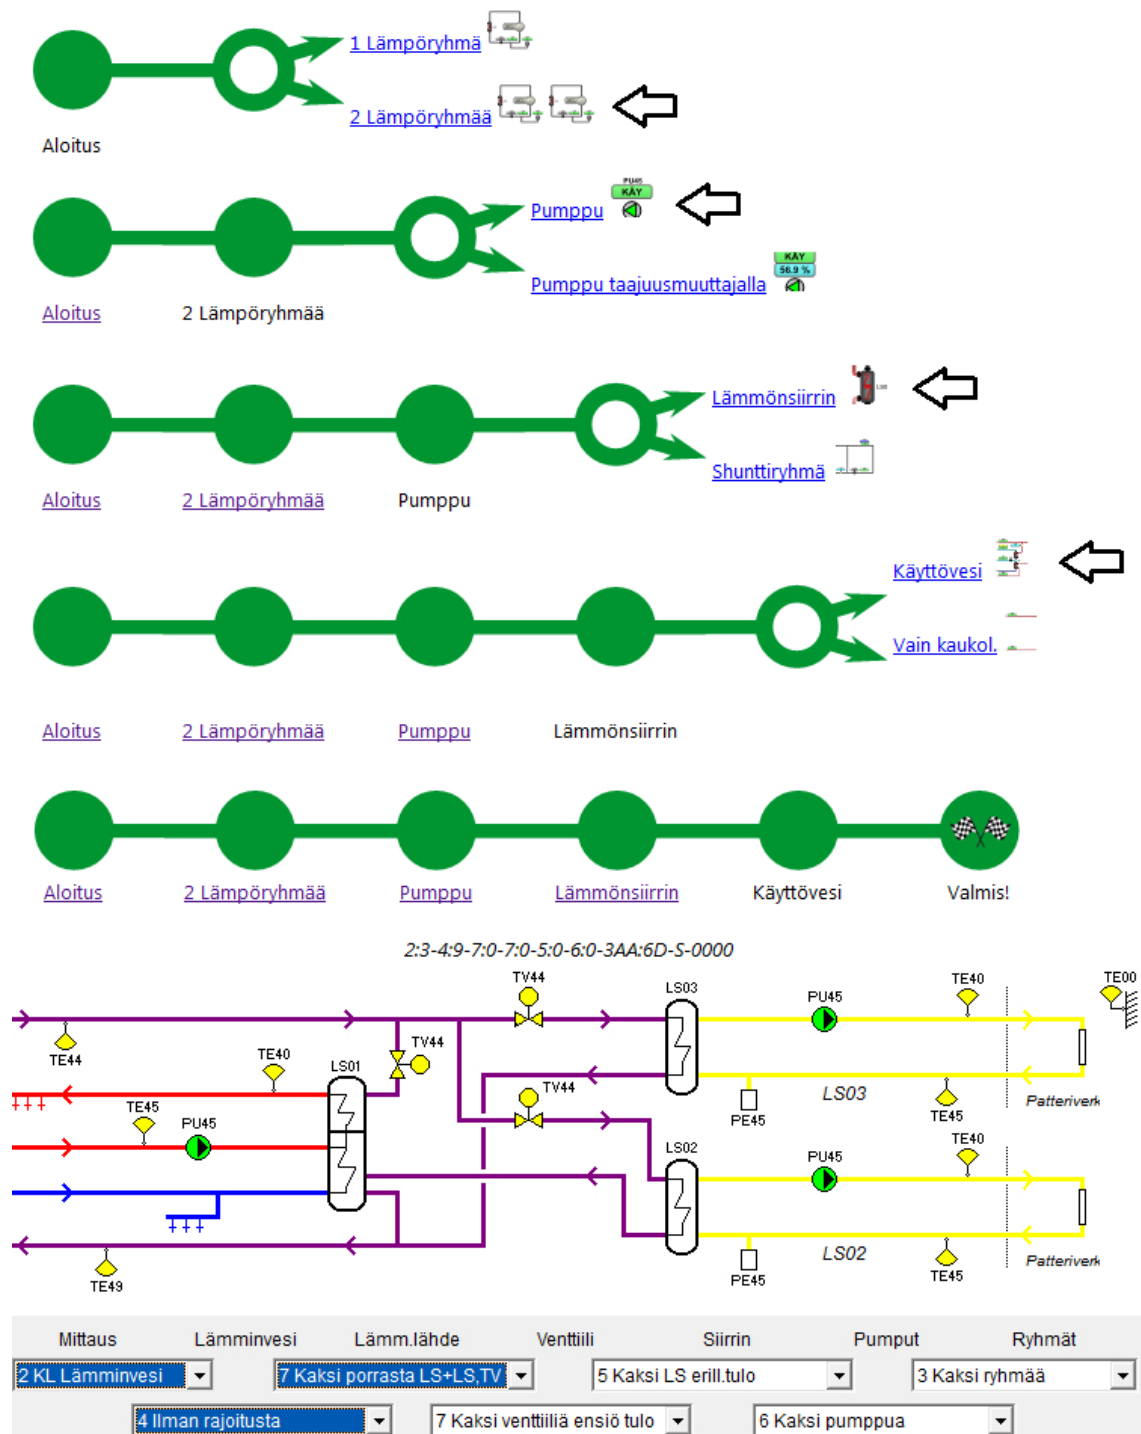 1 Lämpöryhmä
2 Lämpöryhmää
Aloitus
PU45
KÄY
Pumppu
KÄY
56.9 %
Pumppu taajuusmuuttajalla
Aloitus 2 Lämpöryhmää
Lämmönsiirrin
Shunttiryhmä
Aloitus 2 Lämpöryhmää Pumppu
Käyttövesi
Vain kaukol.
Aloitus 2 Lämpöryhmää Pumppu Lämmönsiirrin
Aloitus 2 Lämpöryhmää Pumppu Lämmönsiirrin Käyttövesi Valmis!
2:3-4:9-7:0-7:0-5:0-6:0-3AA:6D-S-0000
TV44 LS03 PU45 TE40 TE00
TE44 TE40 LS01 TV44
TE45 PU45 TV44 PE45 LS03 TE45 Patteriverk
LS02 PU45 TE40
TE49 PE45 LS02 TE45 Patteriverk
Mittaus Lämminvesi Lämm.lähde Venttiili Siirrin Pumput Ryhmät
2 KL Lämminvesi 7 Kaksi porrasta LS+LS,TV 5 Kaksi LS erill.tulo 3 Kaksi ryhmää
4 Ilman rajoitusta 7 Kaksi venttiiliä ensiö tulo 6 Kaksi pumppua